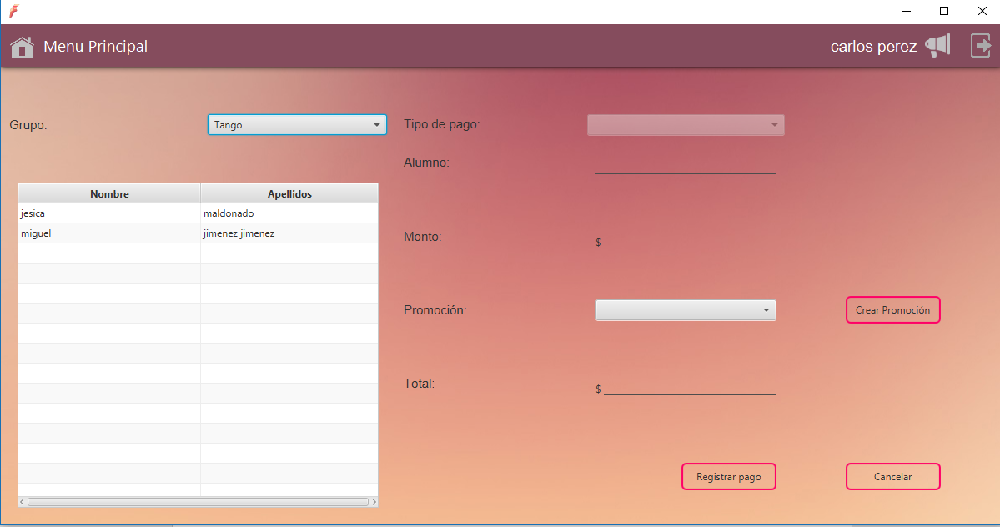 Menu Principal
carlos perez
Grupo:
Tango
Tipo de pago:
Alumno:
Nombre Apellidos
jesica maldonado
miguel jimenez jimenez
Monto:
$
Promoción:
Crear Promoción
Total:
$
Registrar pago
Cancelar